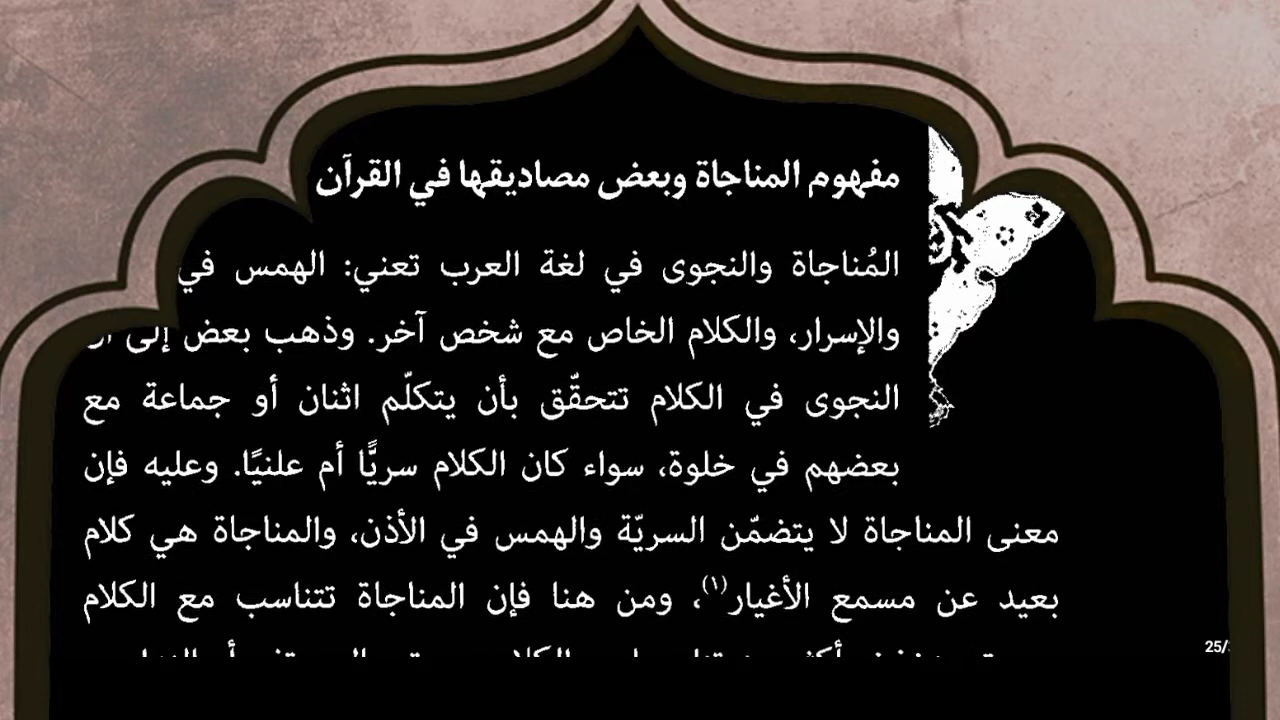 مفهوم المناجاة وبعض مصاديقها في القرآن
المُناجاة والنجوى في لغة العرب تعني: الهمس في
والإسرار، والكلام الخاص مع شخص آخر. وذهب بعض إلى
النجوى في الكلام تتحقّق بأن يتكلّم اثنان أو جماعة مع
بعضهم في خلوة، سواء كان الكلام سريًّا أم علنيًا. وعليه فإن
معنى المناجاة لا يتضمّن السريّة والهمس في الأذن، والمناجاة هي كلام
بعيد عن مسمع الأغيار(١)، ومن هنا فإن المناجاة تتناسب مع الكلام
25/